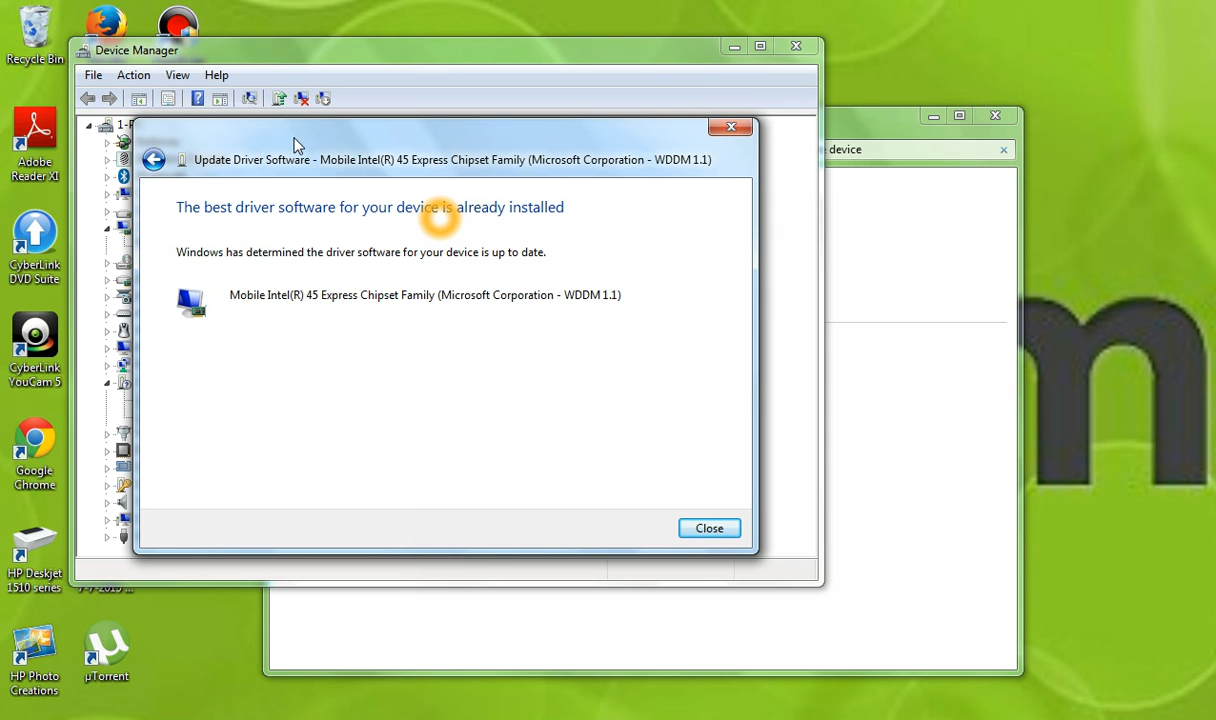 Recycle Bin
Adobe
Reader XI
CyberLink
DVD Suite
CyberLink
YouCam 5
Google
Chrome
HP Deskjet
1510 series
HP Photo
Creations
µTorrent
Device Manager
File Action View Help
Update Driver Software - Mobile Intel(R) 45 Express Chipset Family (Microsoft Corporation - WDDM 1.1)
The best driver software for your device is already installed
Windows has determined the driver software for your device is up to date.
Mobile Intel(R) 45 Express Chipset Family (Microsoft Corporation - WDDM 1.1)
Close
device
m